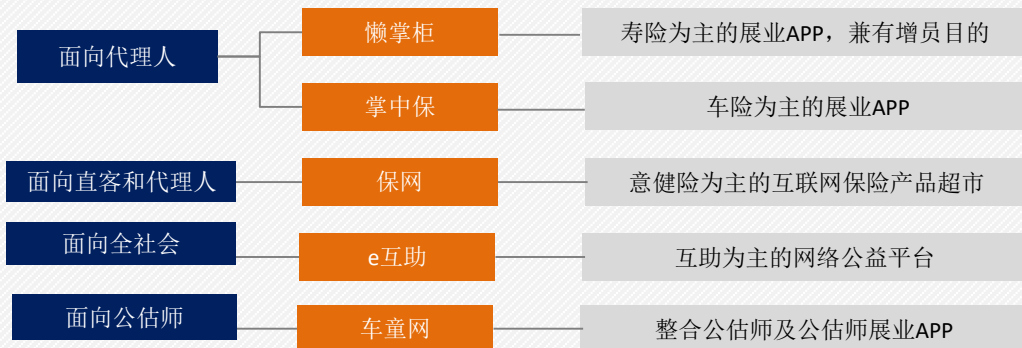 面向代理人
懒掌柜
寿险为主的展业APP，兼有增员目的
掌中保
车险为主的展业APP
面向直客和代理人
保网
意健险为主的互联网保险产品超市
面向全社会
e互助
互助为主的网络公益平台
面向公估师
车童网
整合公估师及公估师展业APP